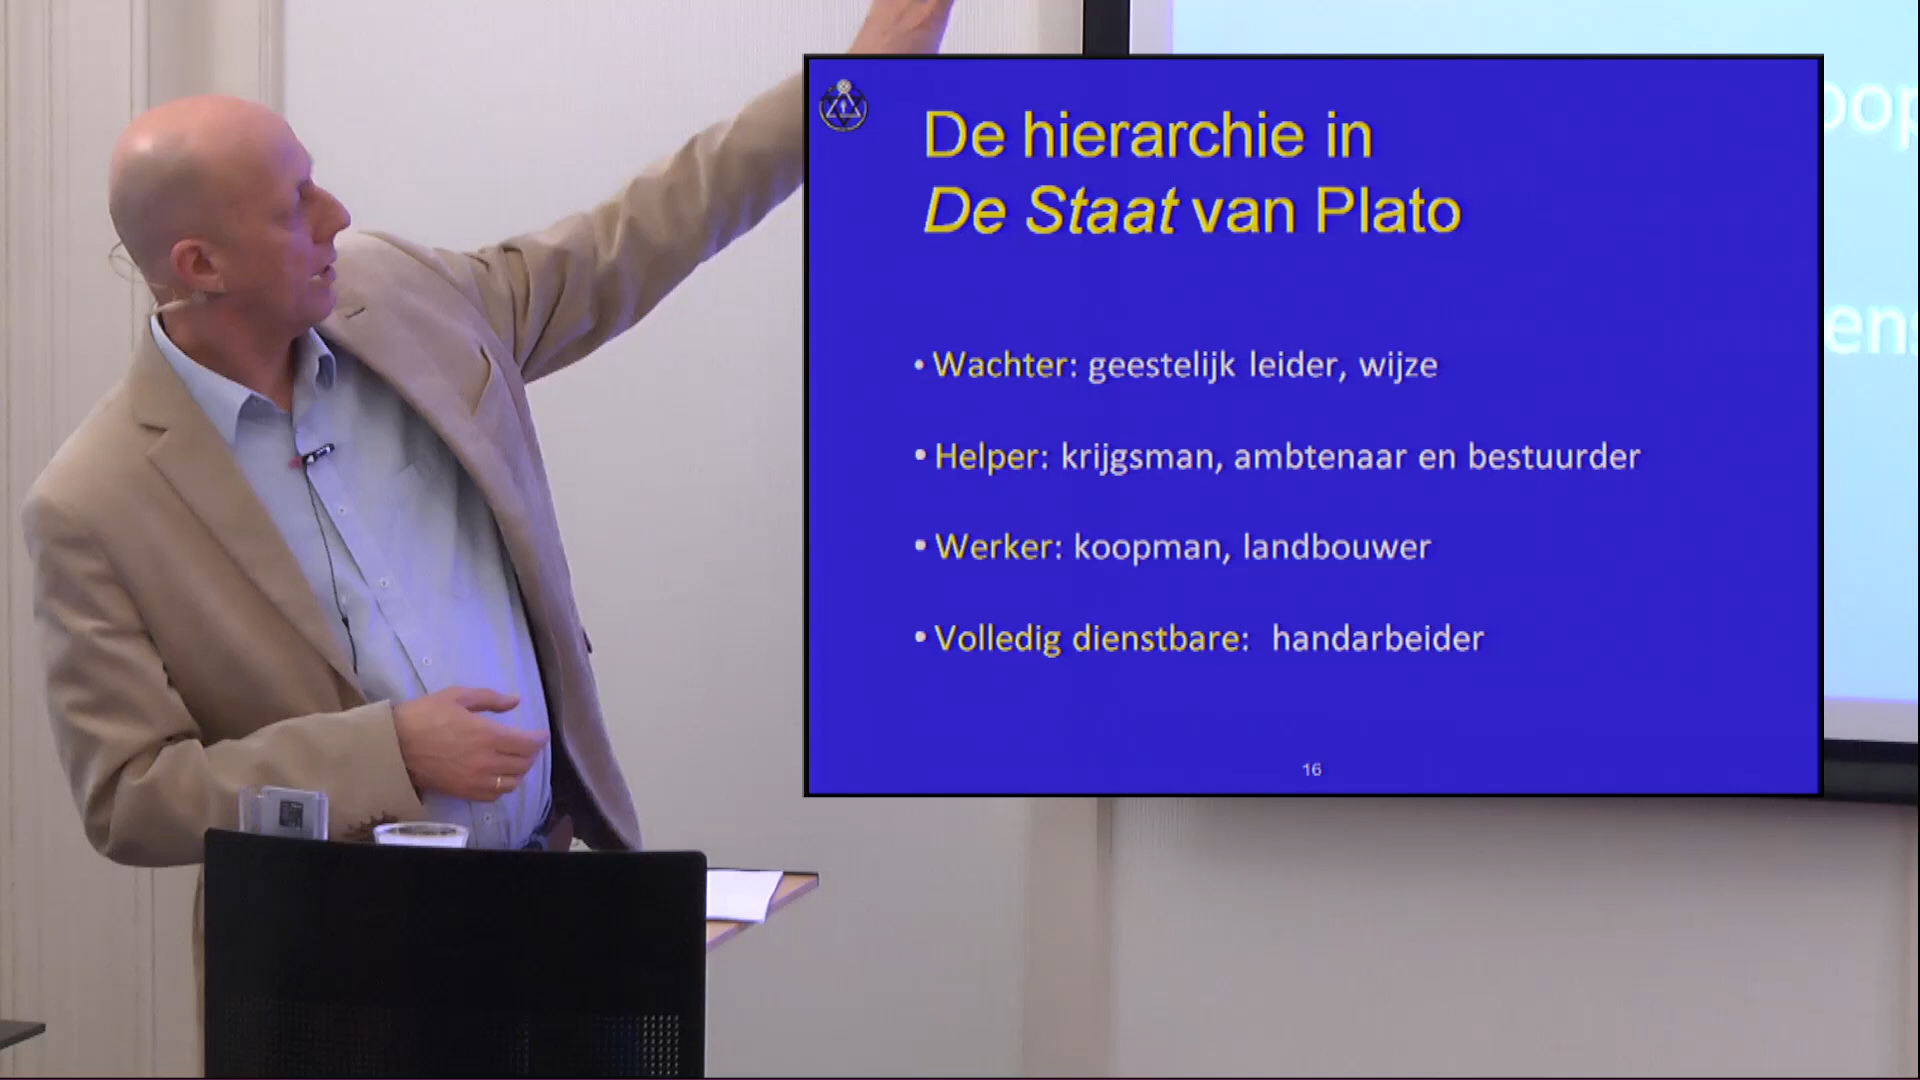 De hierarchie in
De Staat van Plato
• Wachter: geestelijk leider, wijze
• Helper: krijgsman, ambtenaar en bestuurder
• Werker: koopman, landbouwer
• Volledig dienstbare: handarbeider
16